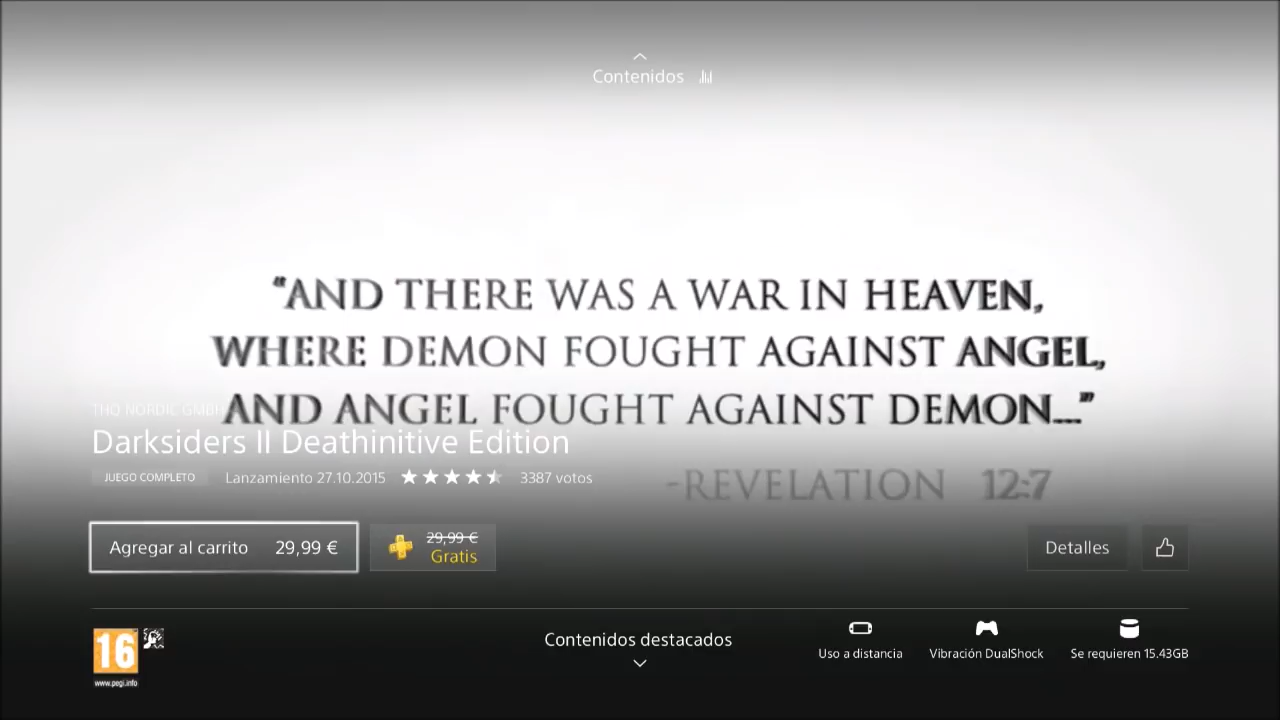 Contenidos
"AND THERE WAS A WAR IN HEAVEN,
WHERE DEMON FOUGHT AGAINST ANGEL,
AND ANGEL FOUGHT AGAINST DEMON..."
-REVELATION 12:7
THQ NORDIC GMBH
Darksiders II Deathinitive Edition
JUEGO COMPLETO Lanzamiento 27.10.2015 3387 votos
Agregar al carrito 29,99 €
29,99 €
Gratis
Detalles
16
www.pegi.info
Contenidos destacados
Uso a distancia
Vibración DualShock
Se requieren 15.43GB